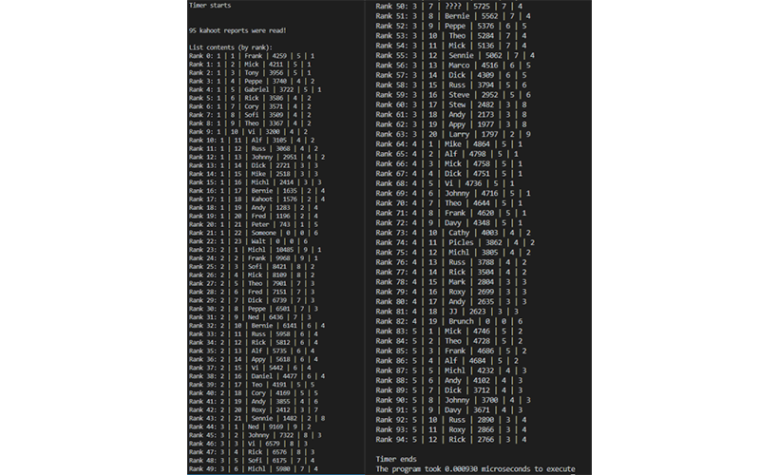 Timer starts
95 kahoot reports were read!
List contents (by rank):
Rank 0: 1 | 1 | Frank | 4259 | 5 | 1
Rank 1: 1 | 2 | Mick | 4211 | 5 | 1
Rank 2: 1 | 3 | Tony | 3956 | 5 | 1
Rank 3: 1 | 4 | Peppe | 3740 | 4 | 2
Rank 4: 1 | 5 | Gabriel | 3722 | 5 | 1
Rank 5: 1 | 6 | Rick | 3586 | 4 | 2
Rank 6: 1 | 7 | Cory | 3571 | 4 | 2
Rank 7: 1 | 8 | Sofi | 3509 | 4 | 2
Rank 8: 1 | 9 | Theo | 3367 | 4 | 2
Rank 9: 1 | 10 | Vi | 3200 | 4 | 2
Rank 10: 1 | 11 | Alf | 3105 | 4 | 2
Rank 11: 1 | 12 | Russ | 3068 | 4 | 2
Rank 12: 1 | 13 | Johnny | 2951 | 4 | 2
Rank 13: 1 | 14 | Dick | 2721 | 3 | 3
Rank 14: 1 | 15 | Mike | 2518 | 3 | 3
Rank 15: 1 | 16 | Michl | 2414 | 3 | 3
Rank 16: 1 | 17 | Bernie | 1635 | 2 | 4
Rank 17: 1 | 18 | Kahoot | 1576 | 2 | 4
Rank 18: 1 | 19 | Andy | 1283 | 2 | 4
Rank 19: 1 | 20 | Fred | 1196 | 2 | 4
Rank 20: 1 | 21 | Peter | 743 | 1 | 5
Rank 21: 1 | 22 | Someone | 0 | 0 | 6
Rank 22: 1 | 23 | Walt | 0 | 0 | 6
Rank 23: 2 | 1 | Michl | 10485 | 9 | 1
Rank 24: 2 | 2 | Frank | 9968 | 9 | 1
Rank 25: 2 | 3 | Sofi | 8421 | 8 | 2
Rank 26: 2 | 4 | Mick | 8109 | 8 | 2
Rank 27: 2 | 5 | Theo | 7901 | 7 | 3
Rank 28: 2 | 6 | Fred | 7151 | 7 | 3
Rank 29: 2 | 7 | Dick | 6739 | 7 | 3
Rank 30: 2 | 8 | Peppe | 6501 | 7 | 3
Rank 31: 2 | 9 | Ned | 6436 | 7 | 3
Rank 32: 2 | 10 | Bernie | 6141 | 6 | 4
Rank 33: 2 | 11 | Russ | 5958 | 6 | 4
Rank 34: 2 | 12 | Rick | 5812 | 6 | 4
Rank 35: 2 | 13 | Alf | 5735 | 6 | 4
Rank 36: 2 | 14 | Appy | 5618 | 6 | 4
Rank 37: 2 | 15 | Vi | 5442 | 6 | 4
Rank 38: 2 | 16 | Daniel | 4477 | 6 | 4
Rank 39: 2 | 17 | Teo | 4191 | 5 | 5
Rank 40: 2 | 18 | Cory | 4169 | 5 | 5
Rank 41: 2 | 19 | Andy | 3855 | 4 | 6
Rank 42: 2 | 20 | Roxy | 2412 | 3 | 7
Rank 43: 2 | 21 | Sennie | 1482 | 2 | 8
Rank 44: 3 | 1 | Ned | 9169 | 9 | 2
Rank 45: 3 | 2 | Johnny | 7322 | 8 | 3
Rank 46: 3 | 3 | Vi | 6579 | 8 | 3
Rank 47: 3 | 4 | Rick | 6576 | 8 | 3
Rank 48: 3 | 5 | Sofi | 6175 | 7 | 4
Rank 49: 3 | 6 | Michl | 5980 | 7 | 4
Rank 50: 3 | 7 | ???? | 5725 | 7 | 4
Rank 51: 3 | 8 | Bernie | 5562 | 7 | 4
Rank 52: 3 | 9 | Peppe | 5376 | 6 | 5
Rank 53: 3 | 10 | Theo | 5284 | 7 | 4
Rank 54: 3 | 11 | Mick | 5136 | 7 | 4
Rank 55: 3 | 12 | Sennie | 5062 | 7 | 4
Rank 56: 3 | 13 | Marco | 4516 | 6 | 5
Rank 57: 3 | 14 | Dick | 4309 | 6 | 5
Rank 58: 3 | 15 | Russ | 3794 | 5 | 6
Rank 59: 3 | 16 | Steve | 2952 | 5 | 6
Rank 60: 3 | 17 | Stew | 2482 | 3 | 8
Rank 61: 3 | 18 | Andy | 2173 | 3 | 8
Rank 62: 3 | 19 | Appy | 1977 | 3 | 8
Rank 63: 3 | 20 | Larry | 1797 | 2 | 9
Rank 64: 4 | 1 | Mike | 4864 | 5 | 1
Rank 65: 4 | 2 | Alf | 4798 | 5 | 1
Rank 66: 4 | 3 | Mick | 4758 | 5 | 1
Rank 67: 4 | 4 | Dick | 4751 | 5 | 1
Rank 68: 4 | 5 | Vi | 4736 | 5 | 1
Rank 69: 4 | 6 | Johnny | 4716 | 5 | 1
Rank 70: 4 | 7 | Theo | 4644 | 5 | 1
Rank 71: 4 | 8 | Frank | 4620 | 5 | 1
Rank 72: 4 | 9 | Davy | 4348 | 5 | 1
Rank 73: 4 | 10 | Cathy | 4003 | 4 | 2
Rank 74: 4 | 11 | Picles | 3862 | 4 | 2
Rank 75: 4 | 12 | Michl | 3805 | 4 | 2
Rank 76: 4 | 13 | Russ | 3788 | 4 | 2
Rank 77: 4 | 14 | Rick | 3504 | 4 | 2
Rank 78: 4 | 15 | Mark | 2804 | 3 | 3
Rank 79: 4 | 16 | Roxy | 2699 | 3 | 3
Rank 80: 4 | 17 | Andy | 2635 | 3 | 3
Rank 81: 4 | 18 | JJ | 2623 | 3 | 3
Rank 82: 4 | 19 | Brunch | 0 | 0 | 6
Rank 83: 5 | 1 | Mick | 4746 | 5 | 2
Rank 84: 5 | 2 | Theo | 4728 | 5 | 2
Rank 85: 5 | 3 | Frank | 4686 | 5 | 2
Rank 86: 5 | 4 | Alf | 4684 | 5 | 2
Rank 87: 5 | 5 | Michl | 4232 | 4 | 3
Rank 88: 5 | 6 | Andy | 4102 | 4 | 3
Rank 89: 5 | 7 | Dick | 3712 | 4 | 3
Rank 90: 5 | 8 | Johnny | 3700 | 4 | 3
Rank 91: 5 | 9 | Davy | 3671 | 4 | 3
Rank 92: 5 | 10 | Russ | 2890 | 4 | 3
Rank 93: 5 | 11 | Roxy | 2866 | 4 | 3
Rank 94: 5 | 12 | Rick | 2766 | 4 | 3
Timer ends
The program took 0.000930 microseconds to execute